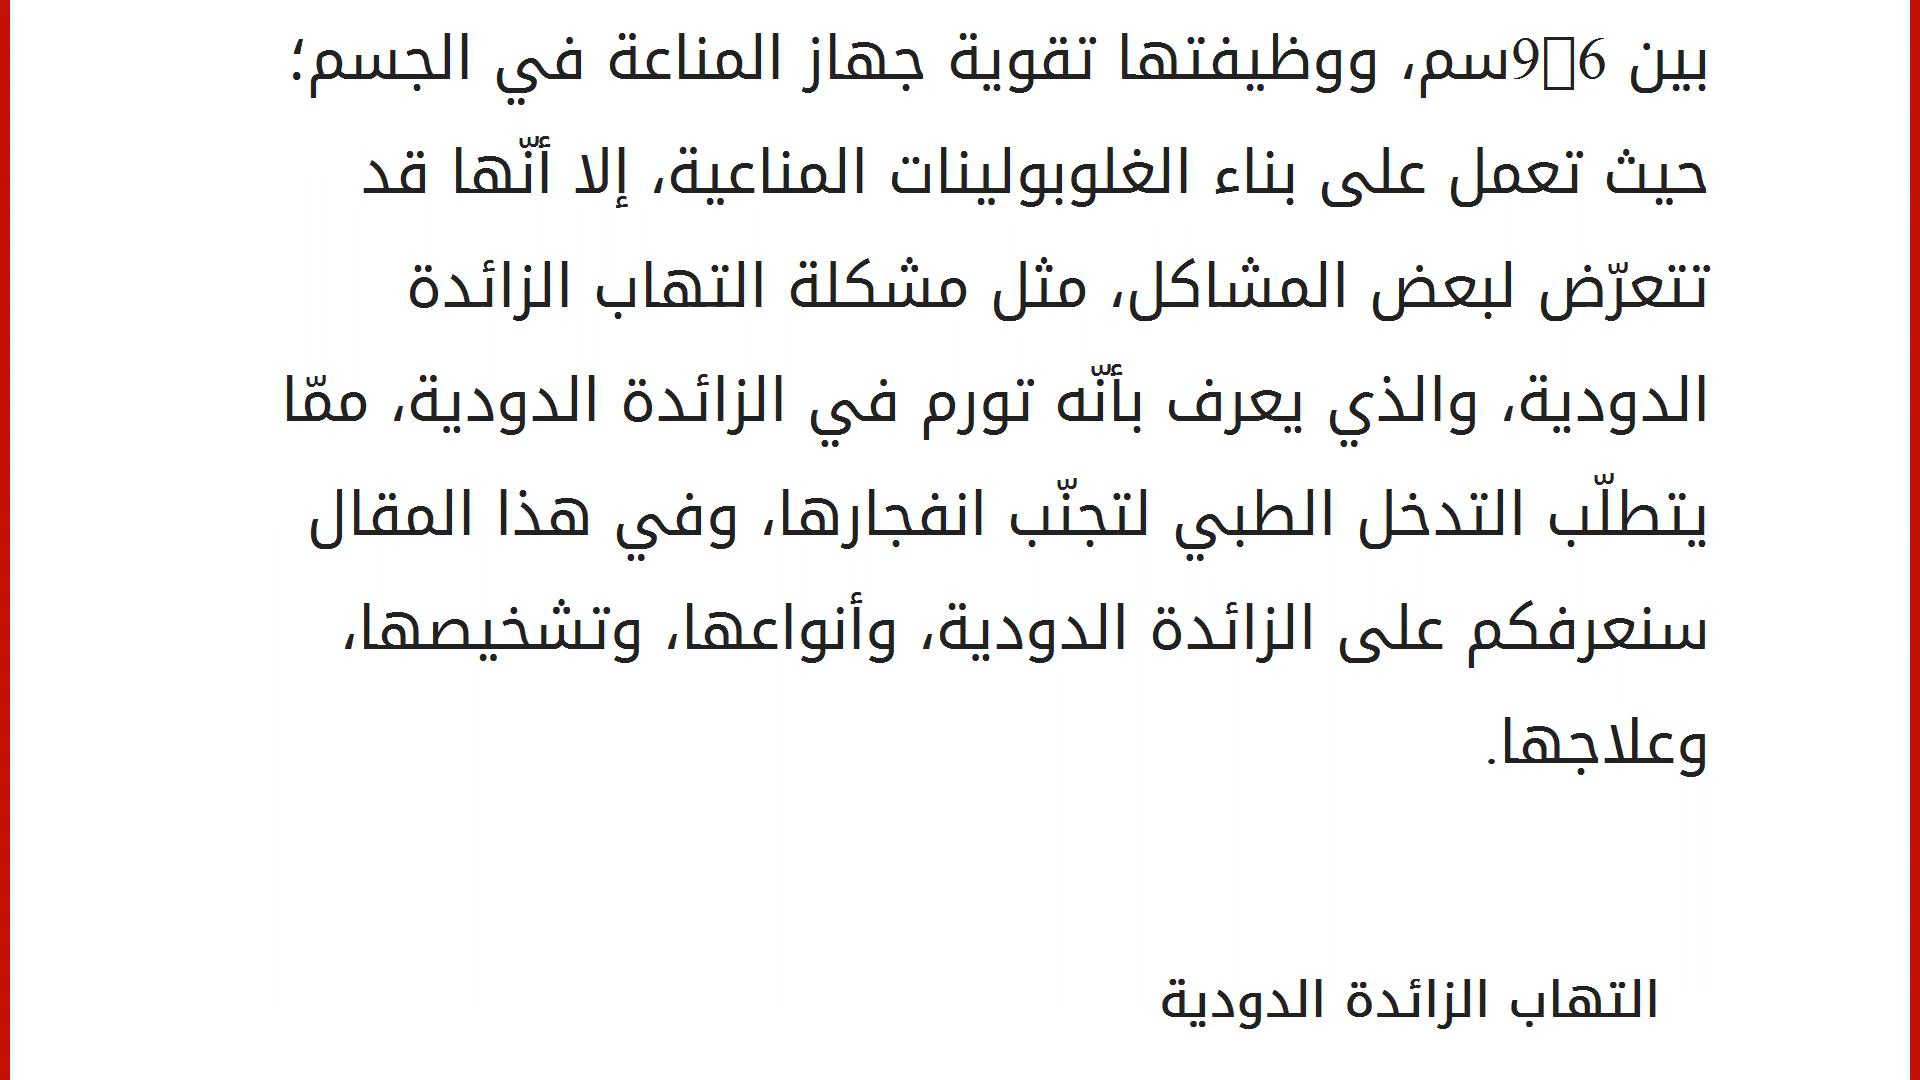 بين 6–9سم، ووظيفتها تقوية جهاز المناعة في الجسم؛
حيث تعمل على بناء الغلوبولينات المناعية، إلا أنّها قد
تتعرّض لبعض المشاكل، مثل مشكلة التهاب الزائدة
الدودية، والذي يعرف بأنّه تورم في الزائدة الدودية، ممّا
يتطلّب التدخل الطبي لتجنّب انفجارها، وفي هذا المقال
سنعرفكم على الزائدة الدودية، وأنواعها، وتشخيصها،
وعلاجها.
التهاب الزائدة الدودية